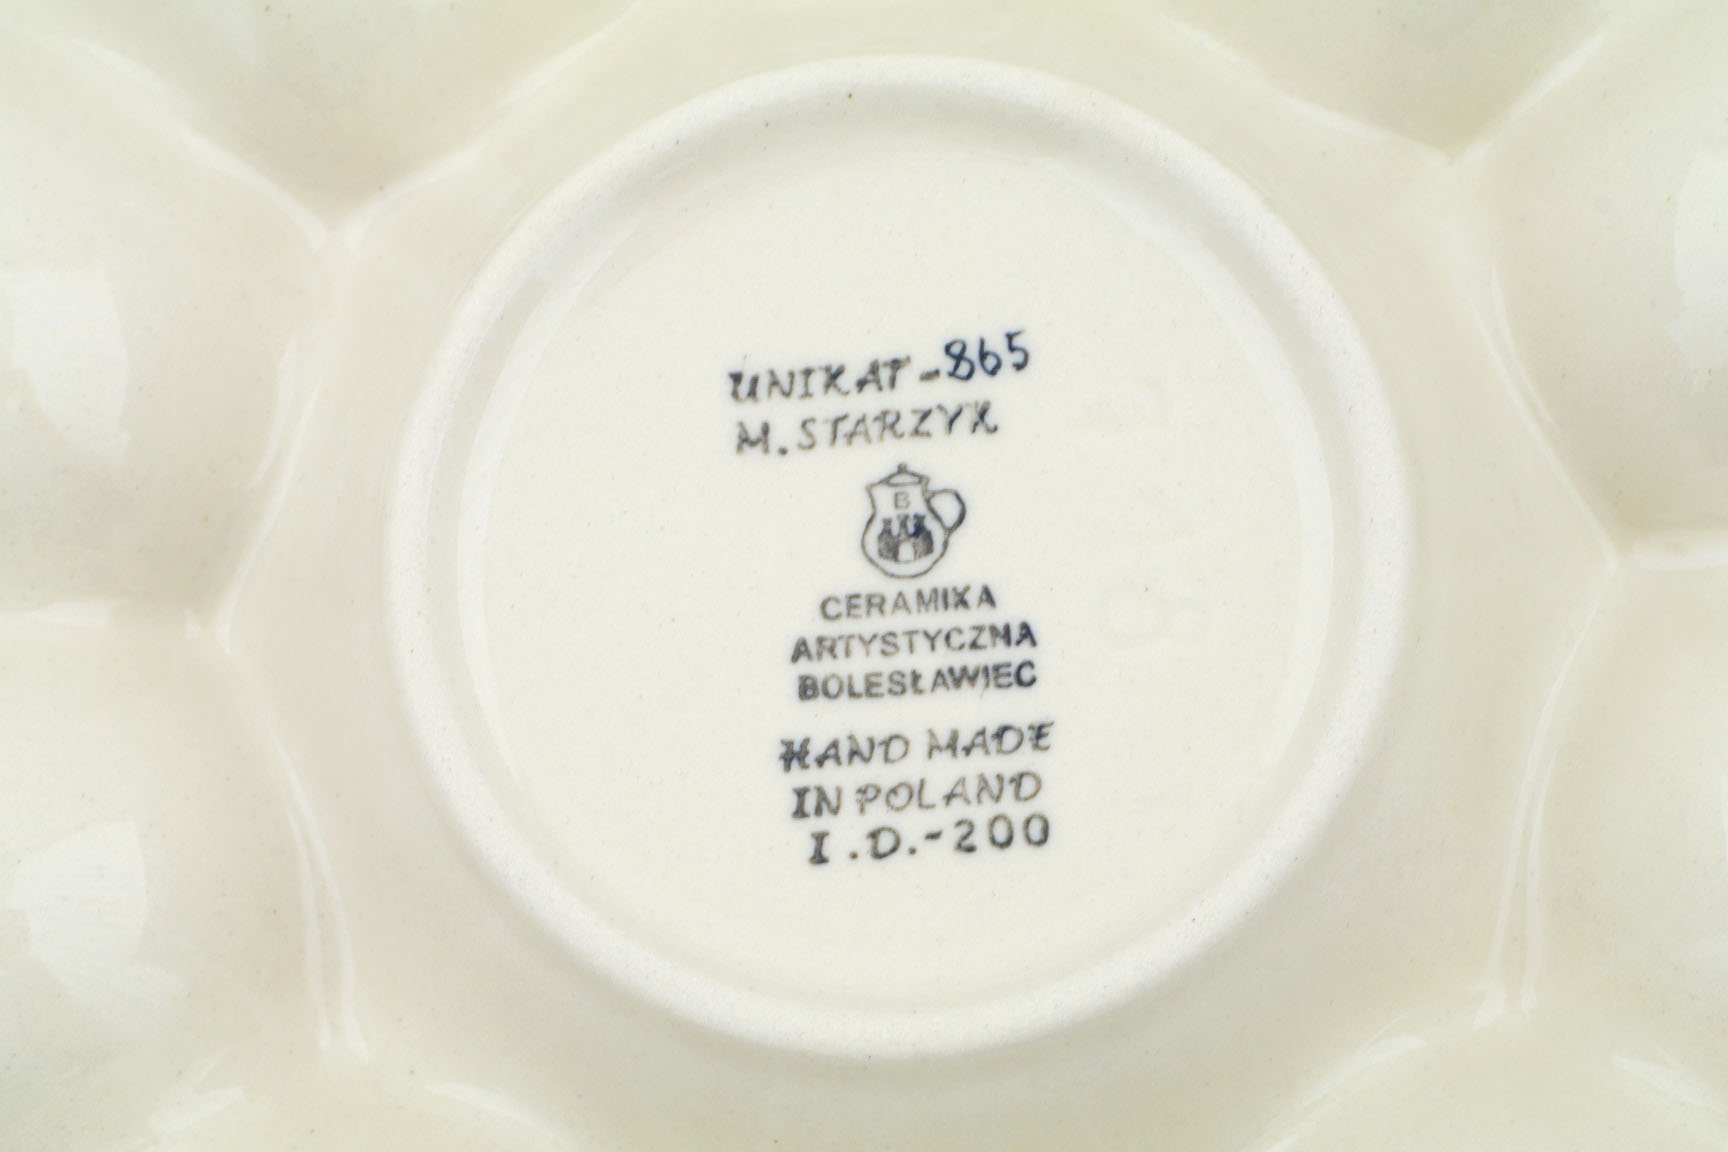 UNIKAT-865
M. STARZYK
B
CERAMIKA
ARTYSTYCZNA
BOLESŁAWIEC
HAND MADE
IN POLAND
I.D.-200